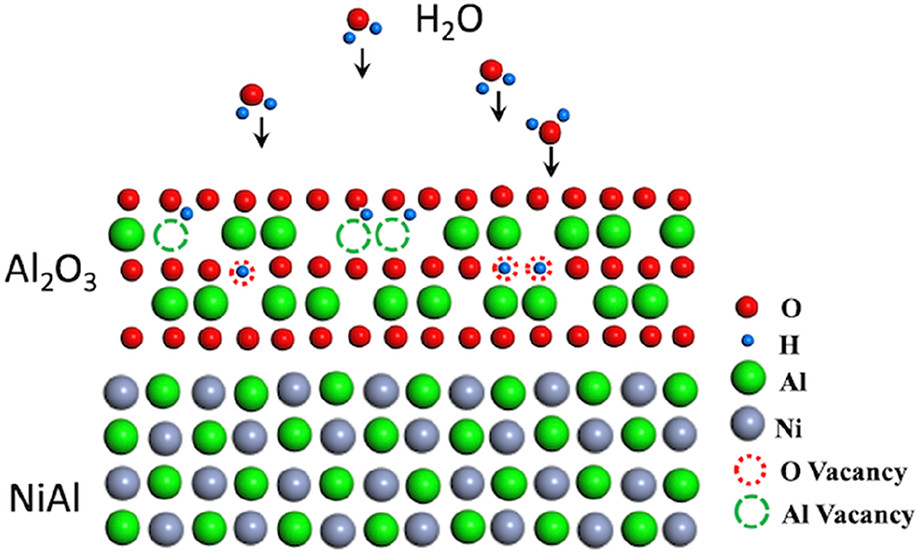 H₂O
Al₂O₃
O
H
Al
Ni
O Vacancy
Al Vacancy
NiAl